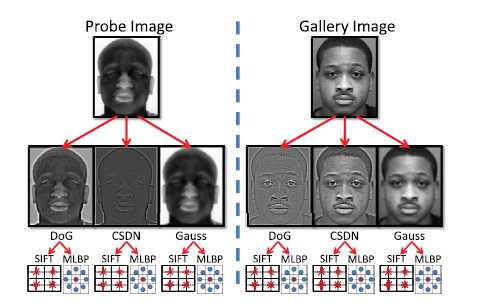 Probe Image
Gallery Image
DoG CSDN Gauss
DoG CSDN Gauss
SIFT MLBP SIFT MLBP SIFT MLBP
SIFT MLBP SIFT MLBP SIFT MLBP